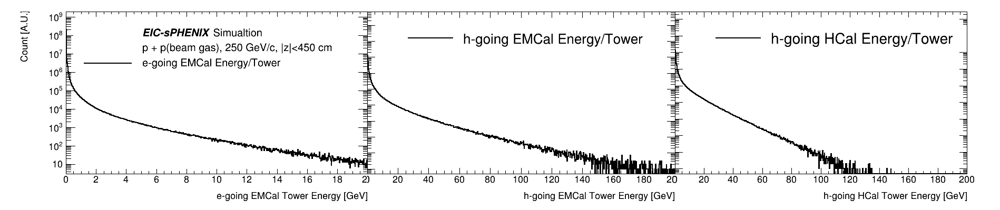 Count [A.U.]
10⁹
10⁸
10⁷
10⁶
10⁵
10⁴
10³
10²
10
EIC-sPHENIX Simualtion
p + p(beam gas), 250 GeV/c, |z|<450 cm
e-going EMCal Energy/Tower
0 2 4 6 8 10 12 14 16 18 2
e-going EMCal Tower Energy [GeV]
h-going EMCal Energy/Tower
20 40 60 80 100 120 140 160 180 20
h-going EMCal Tower Energy [GeV]
h-going HCal Energy/Tower
20 40 60 80 100 120 140 160 180 200
h-going HCal Tower Energy [GeV]